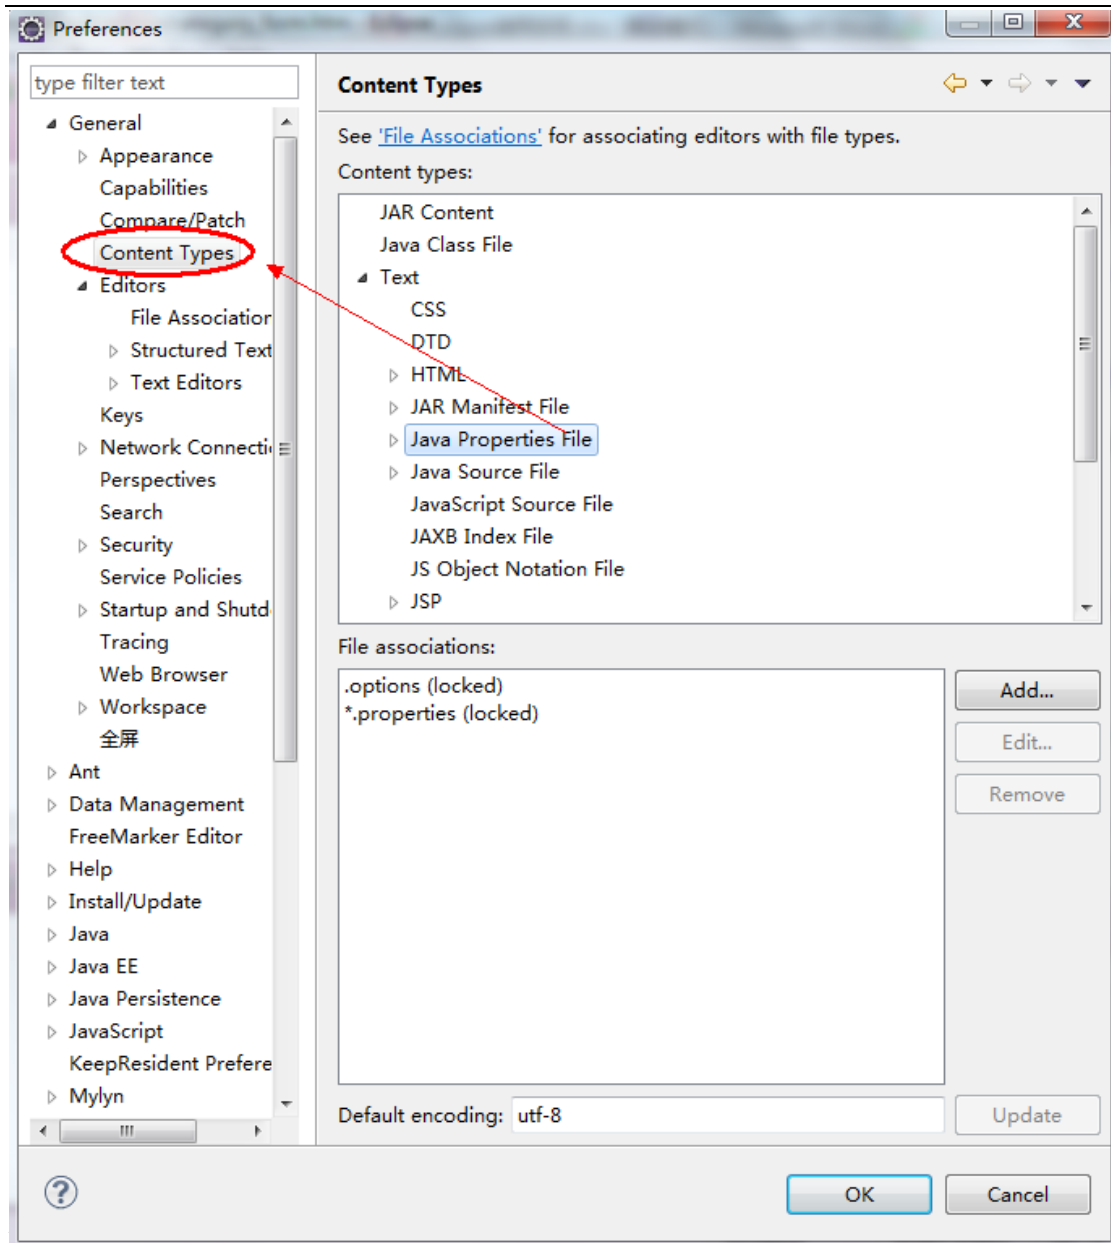 Preferences
type filter text
General
Appearance
Capabilities
Compare/Patch
Content Types
Editors
File Association
Structured Text
Text Editors
Keys
Network Connecti
Perspectives
Search
Security
Service Policies
Startup and Shutd
Tracing
Web Browser
Workspace
全屏
Ant
Data Management
FreeMarker Editor
Help
Install/Update
Java
Java EE
Java Persistence
JavaScript
KeepResident Prefere
Mylyn
Content Types
See 'File Associations' for associating editors with file types.
Content types:
JAR Content
Java Class File
Text
CSS
DTD
HTML
JAR Manifest File
Java Properties File
Java Source File
JavaScript Source File
JAXB Index File
JS Object Notation File
JSP
File associations:
.options (locked)
*.properties (locked)
Add...
Edit...
Remove
Default encoding: utf-8
Update
OK
Cancel